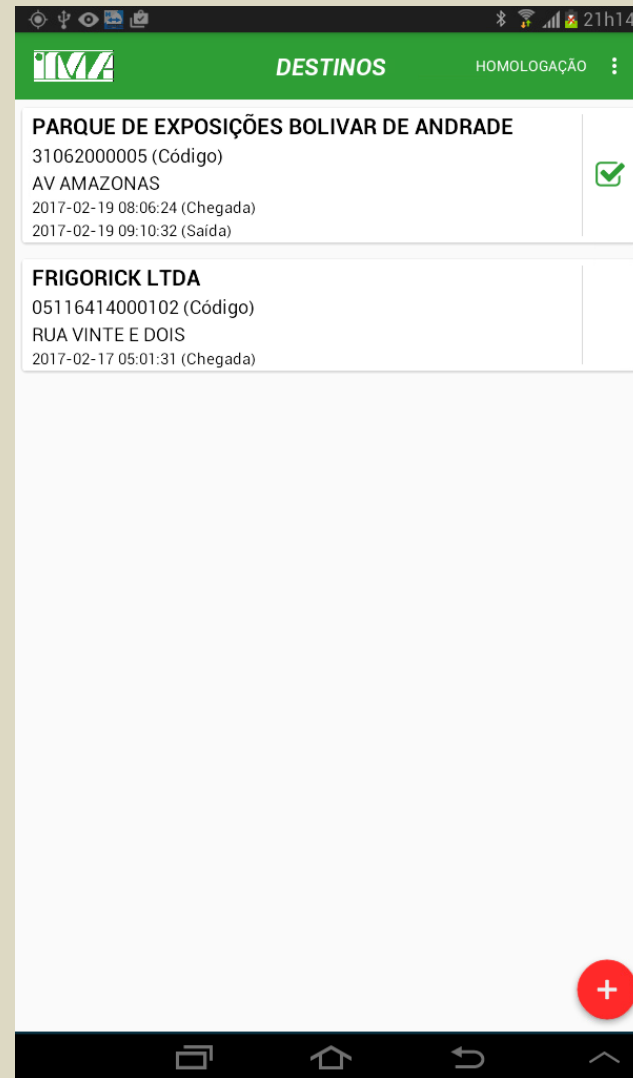 21h14
iMA
DESTINOS
HOMOLOGAÇÃO
PARQUE DE EXPOSIÇÕES BOLIVAR DE ANDRADE
31062000005 (Código)
AV AMAZONAS
2017-02-19 08:06:24 (Chegada)
2017-02-19 09:10:32 (Saída)
FRIGORICK LTDA
05116414000102 (Código)
RUA VINTE E DOIS
2017-02-17 05:01:31 (Chegada)